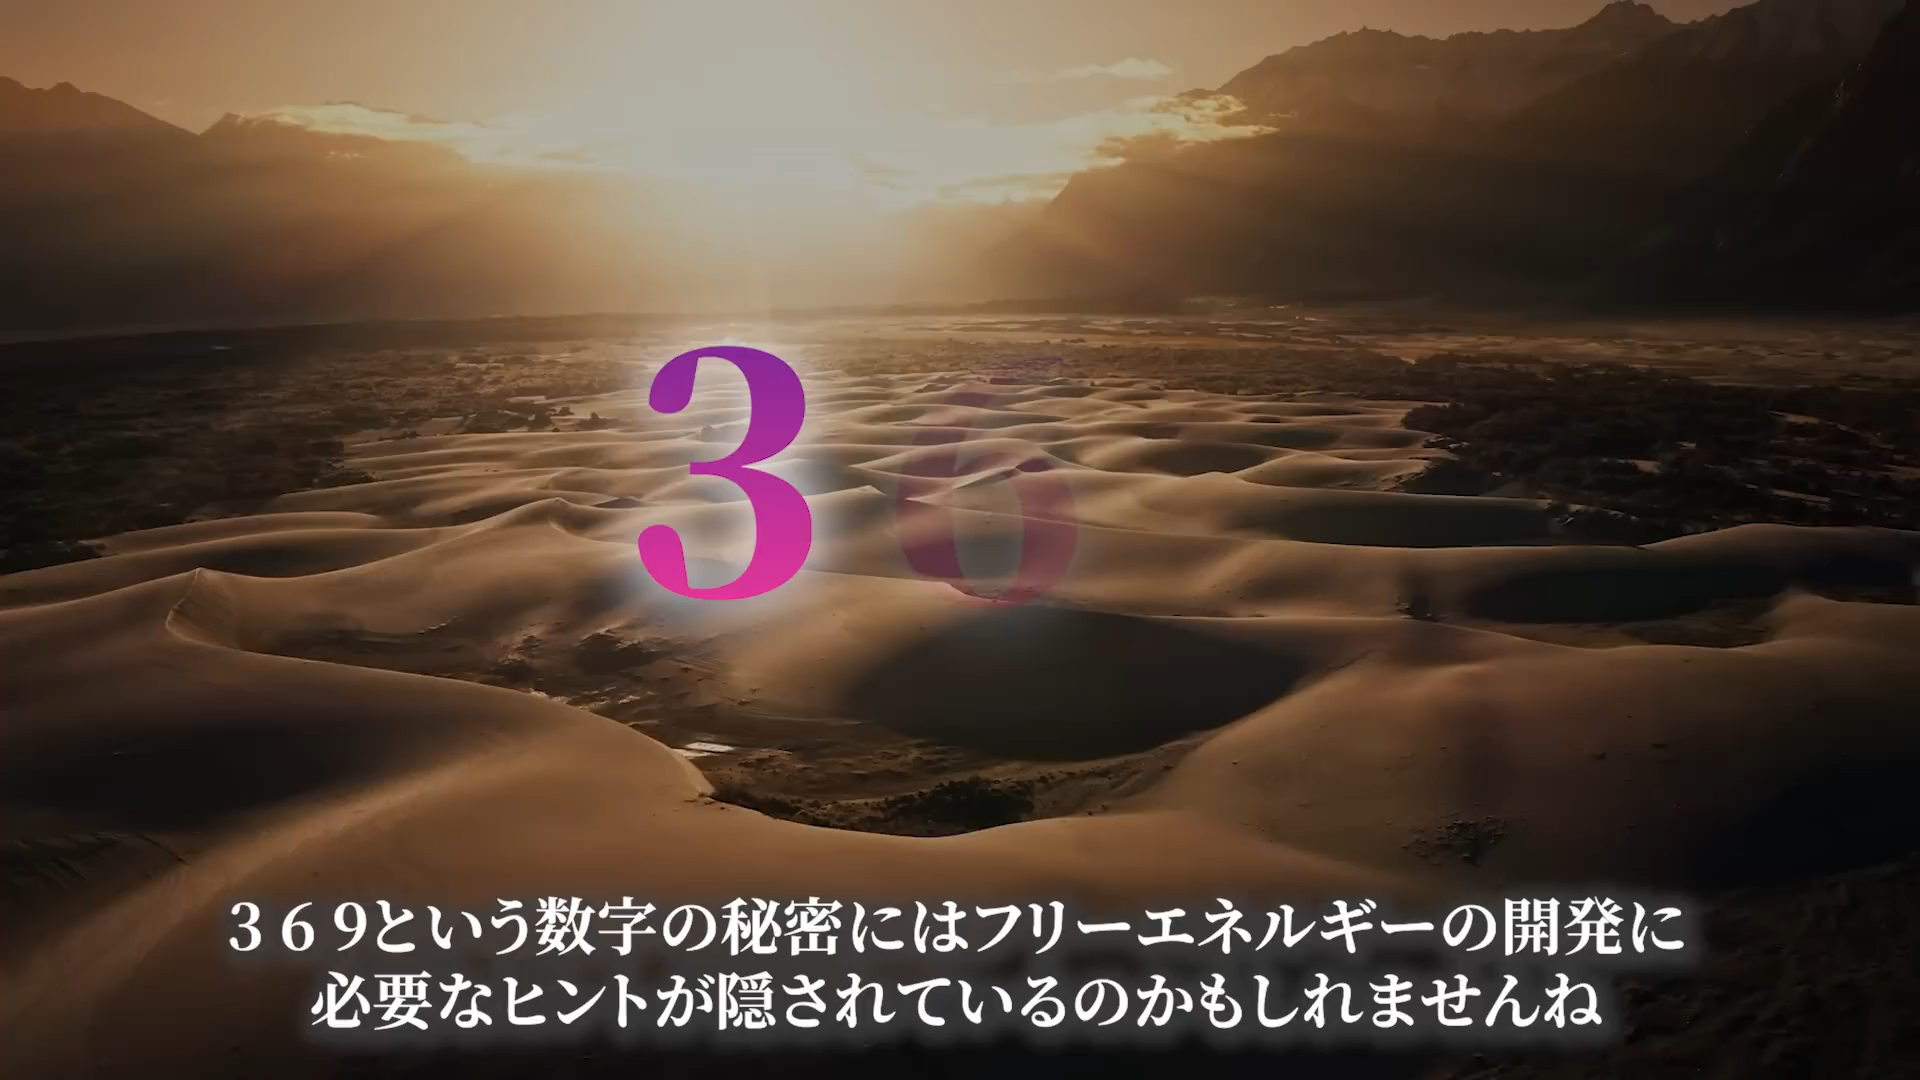 3 6
３６９という数字の秘密にはフリーエネルギーの開発に
必要なヒントが隠されているのかもしれませんね